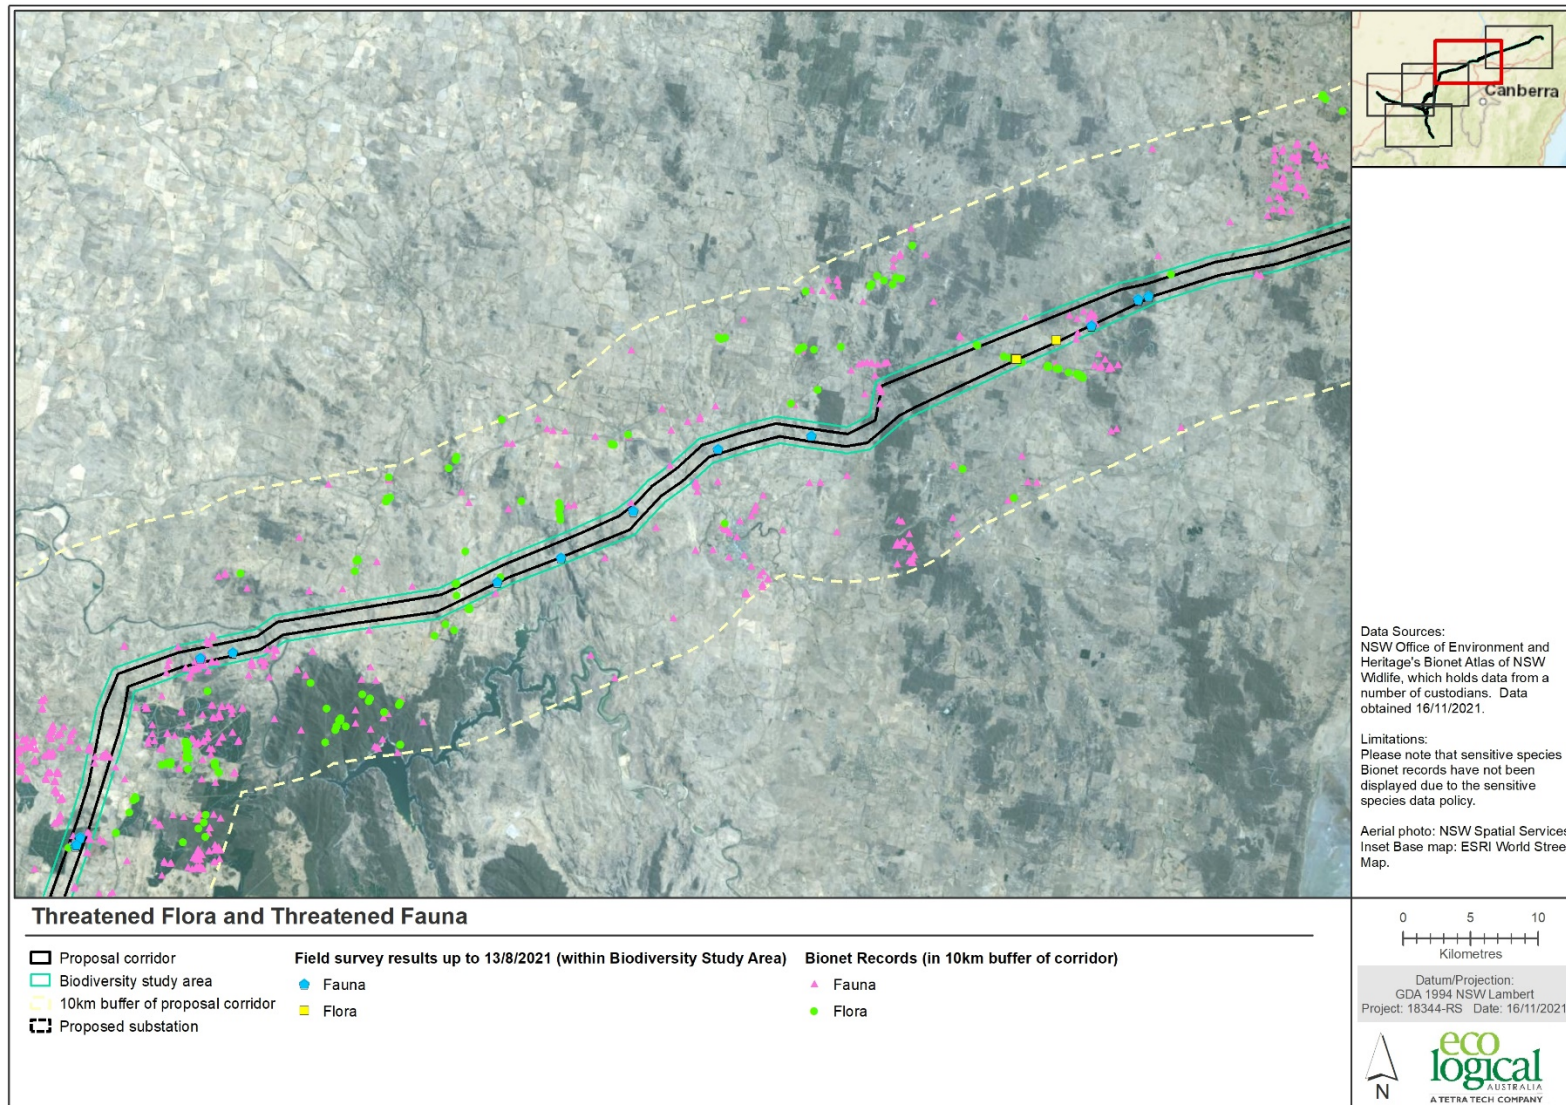 Canberra
Data Sources:
NSW Office of Environment and
Heritage's Bionet Atlas of NSW
Widlife, which holds data from a
number of custodians.  Data
obtained 16/11/2021.
Limitations:
Please note that sensitive species
Bionet records have not been
displayed due to the sensitive
species data policy.
Aerial photo: NSW Spatial Services
Inset Base map: ESRI World Stree
Map.
Threatened Flora and Threatened Fauna
Proposal corridor
Biodiversity study area
10km buffer of proposal corridor
Proposed substation
Field survey results up to 13/8/2021 (within Biodiversity Study Area)
Fauna
Flora
Bionet Records (in 10km buffer of corridor)
Fauna
Flora
0 5 10
Kilometres
Datum/Projection:
GDA 1994 NSW Lambert
Project: 18344-RS   Date: 16/11/2021
N
eco
logical
AUSTRALIA
A TETRA TECH COMPANY